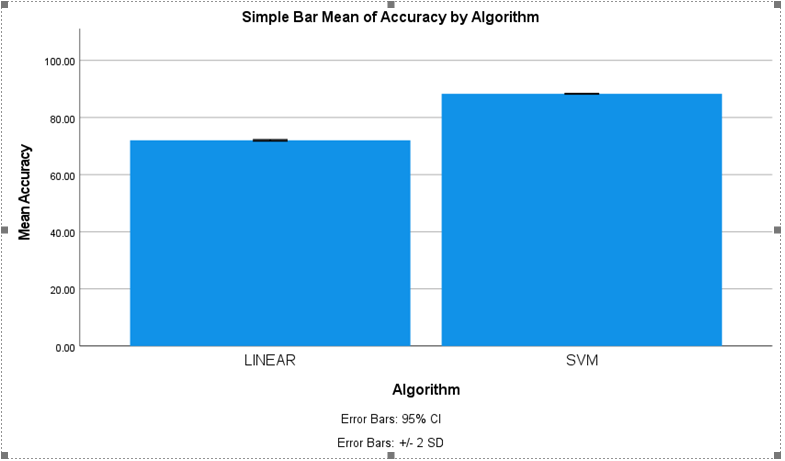 Simple Bar Mean of Accuracy by Algorithm
100.00
80.00
60.00
40.00
20.00
0.00
Mean Accuracy
LINEAR
SVM
Algorithm
Error Bars: 95% CI
Error Bars: +/- 2 SD